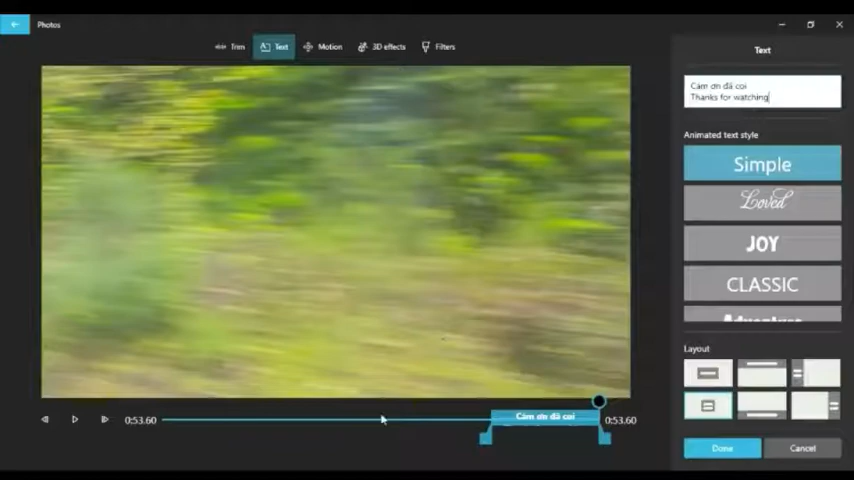 Photos
Trim
Text
Motion
3D effects
Filters
Text
Cám ơn đã coi
Thanks for watching
Animated text style
Simple
Loved
JOY
CLASSIC
Adventure
Layout
0:53.60
Cám ơn đã coi
0:53.60
Done
Cancel